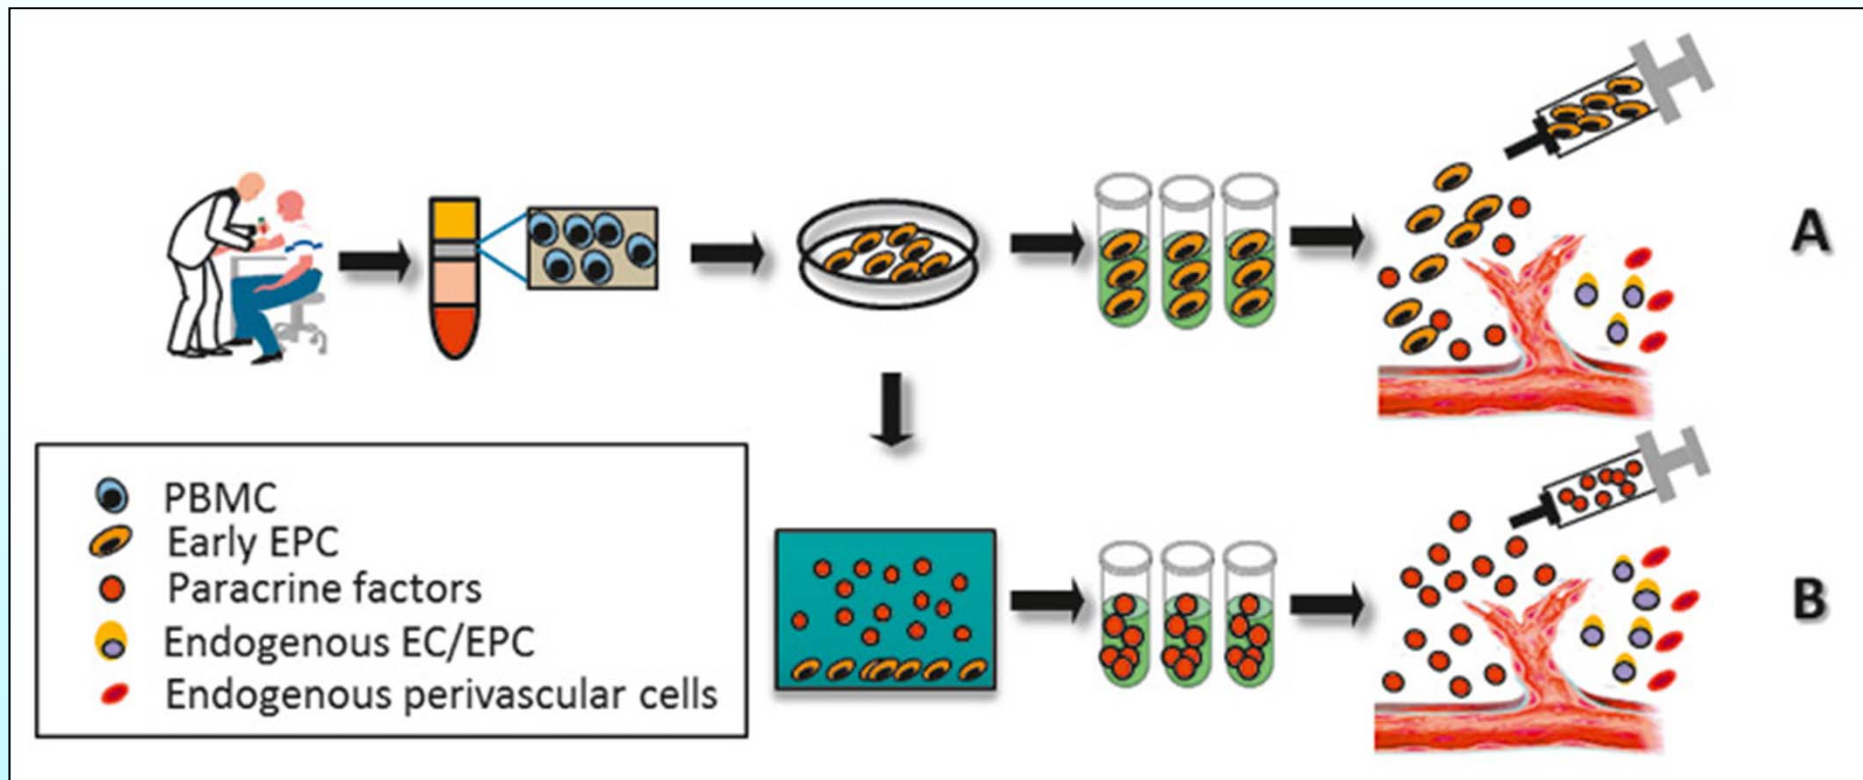 A
PBMC
Early EPC
Paracrine factors
Endogenous EC/EPC
Endogenous perivascular cells
B